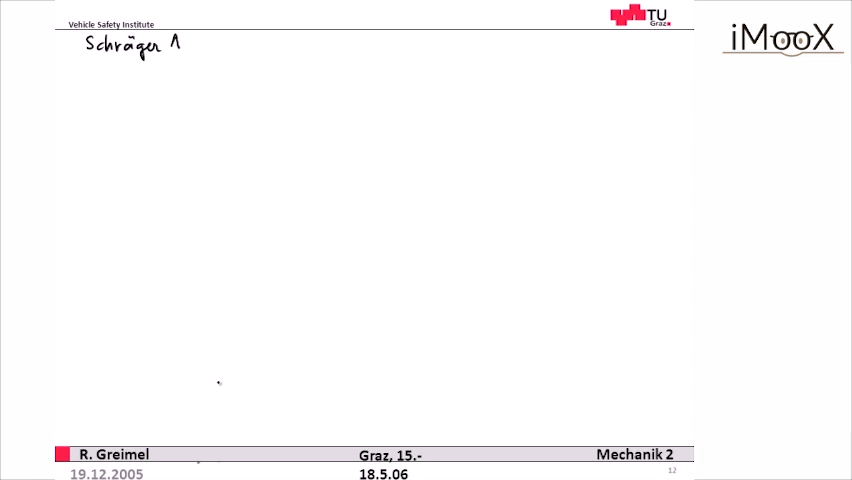 Vehicle Safety Institute
TU
Graz
iMooX
Schräger
R. Greimel
Graz, 15.-
Mechanik 2
19.12.2005
18.5.06
12